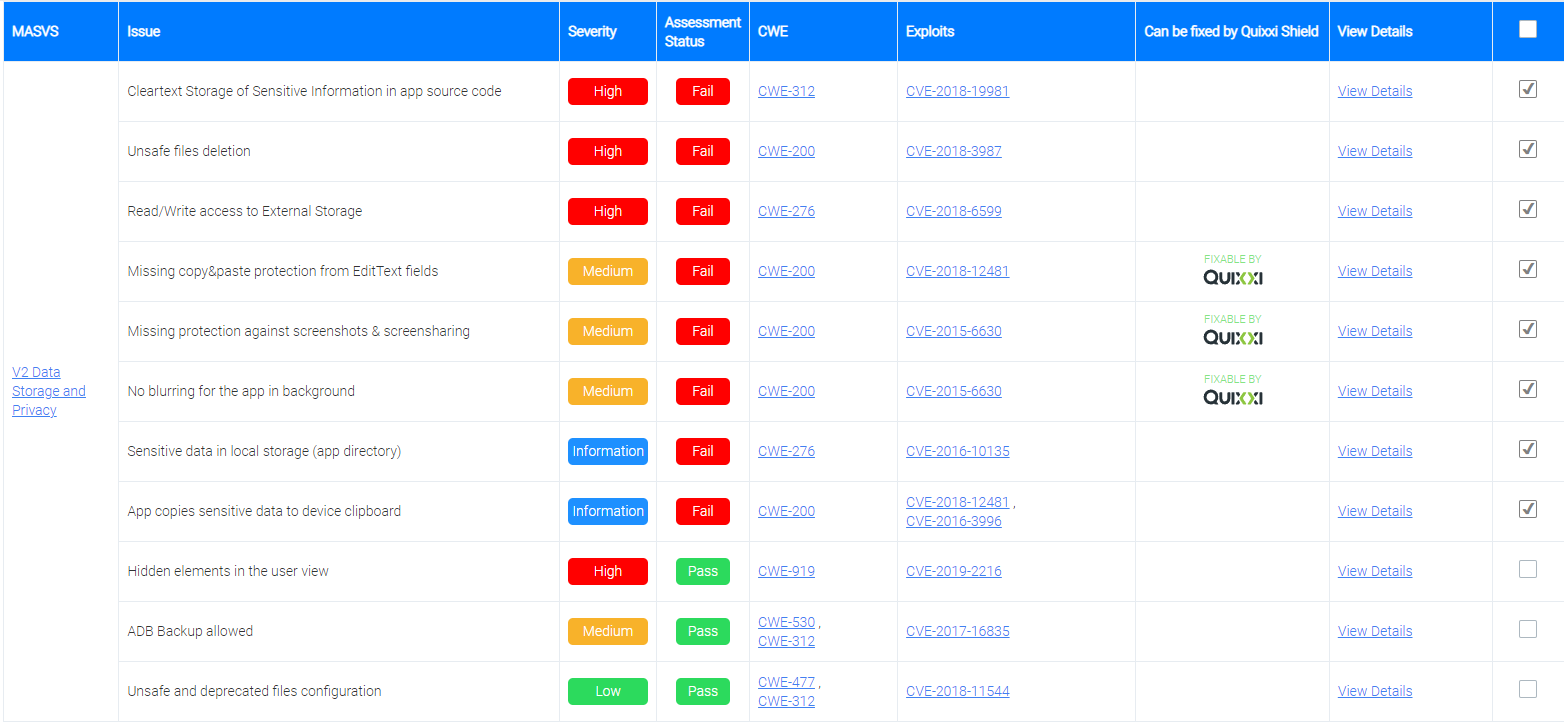 MASVS
Issue
Severity
Assessment
Status
CWE
Exploits
Can be fixed by Quixxi Shield
View Details
V2 Data
Storage and
Privacy
Cleartext Storage of Sensitive Information in app source code
High
Fail
CWE-312
CVE-2018-19981
View Details
Unsafe files deletion
High
Fail
CWE-200
CVE-2018-3987
View Details
Read/Write access to External Storage
High
Fail
CWE-276
CVE-2018-6599
View Details
Missing copy&paste protection from EditText fields
Medium
Fail
CWE-200
CVE-2018-12481
FIXABLE BY
QUIXXI
View Details
Missing protection against screenshots & screensharing
Medium
Fail
CWE-200
CVE-2015-6630
FIXABLE BY
QUIXXI
View Details
No blurring for the app in background
Medium
Fail
CWE-200
CVE-2015-6630
FIXABLE BY
QUIXXI
View Details
Sensitive data in local storage (app directory)
Information
Fail
CWE-276
CVE-2016-10135
View Details
App copies sensitive data to device clipboard
Information
Fail
CWE-200
CVE-2018-12481 ,
CVE-2016-3996
View Details
Hidden elements in the user view
High
Pass
CWE-919
CVE-2019-2216
View Details
ADB Backup allowed
Medium
Pass
CWE-530 ,
CWE-312
CVE-2017-16835
View Details
Unsafe and deprecated files configuration
Low
Pass
CWE-477 ,
CWE-312
CVE-2018-11544
View Details